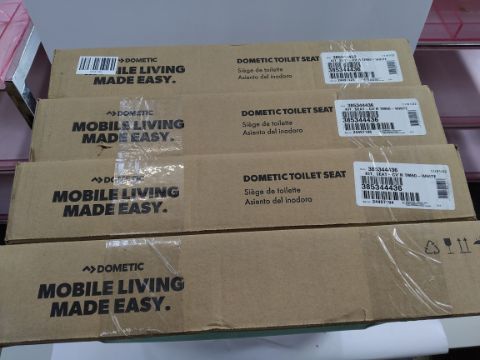 DOMETIC
MOBILE LIVING
MADE EASY.
DOMETIC TOILET SEAT
Siège de toilette
Asiento del inodoro
385344436
DOMETIC
MOBILE LIVING
MADE EASY.
DOMETIC TOILET SEAT
Siège de toilette
Asiento del inodoro
385344436
385344436
DOMETIC
MOBILE LIVING
MADE EASY.
DOMETIC TOILET SEAT
Siège de toilette
Asiento del inodoro
385344436
385344436
DOMETIC
MOBILE LIVING
MADE EASY.